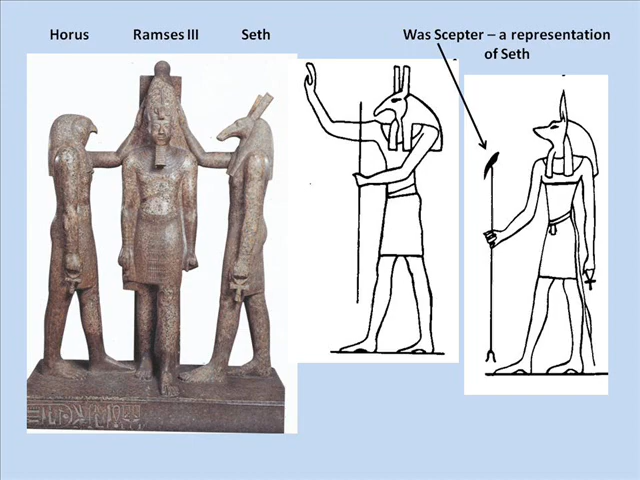 Horus
Ramses III
Seth
Was Scepter – a representation
of Seth